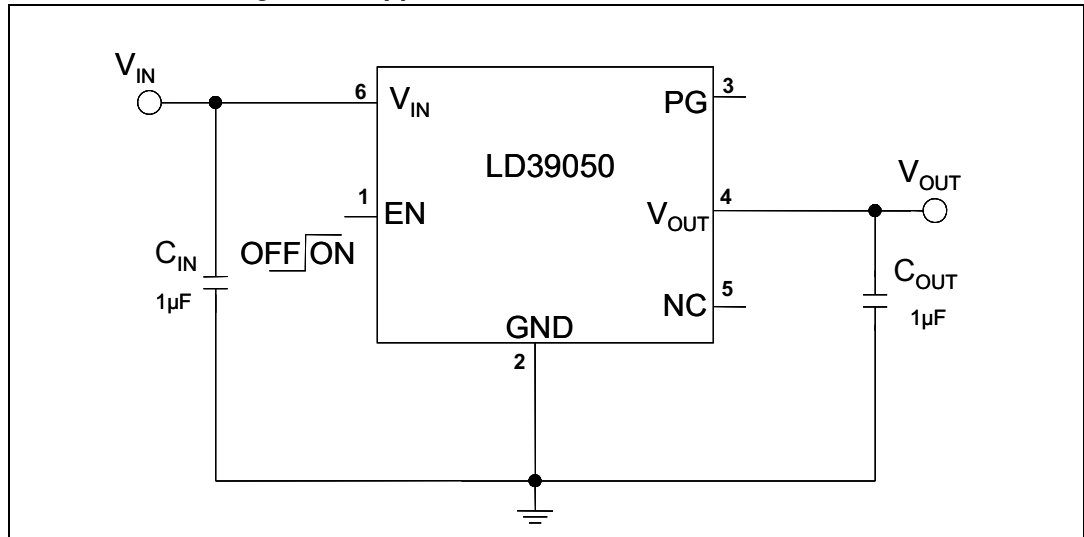 V_IN
6
V_IN
PG
3
LD39050
1
EN
V_OUT
4
V_OUT
OFF ON
C_IN
1µF
NC
5
C_OUT
1µF
GND
2